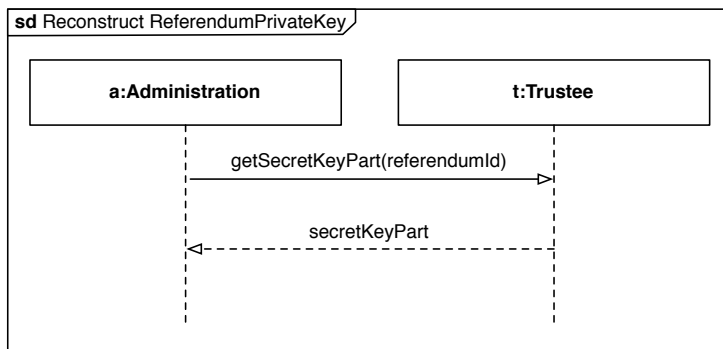 sd Reconstruct ReferendumPrivateKey
a:Administration
t:Trustee
getSecretKeyPart(referendumId)
secretKeyPart